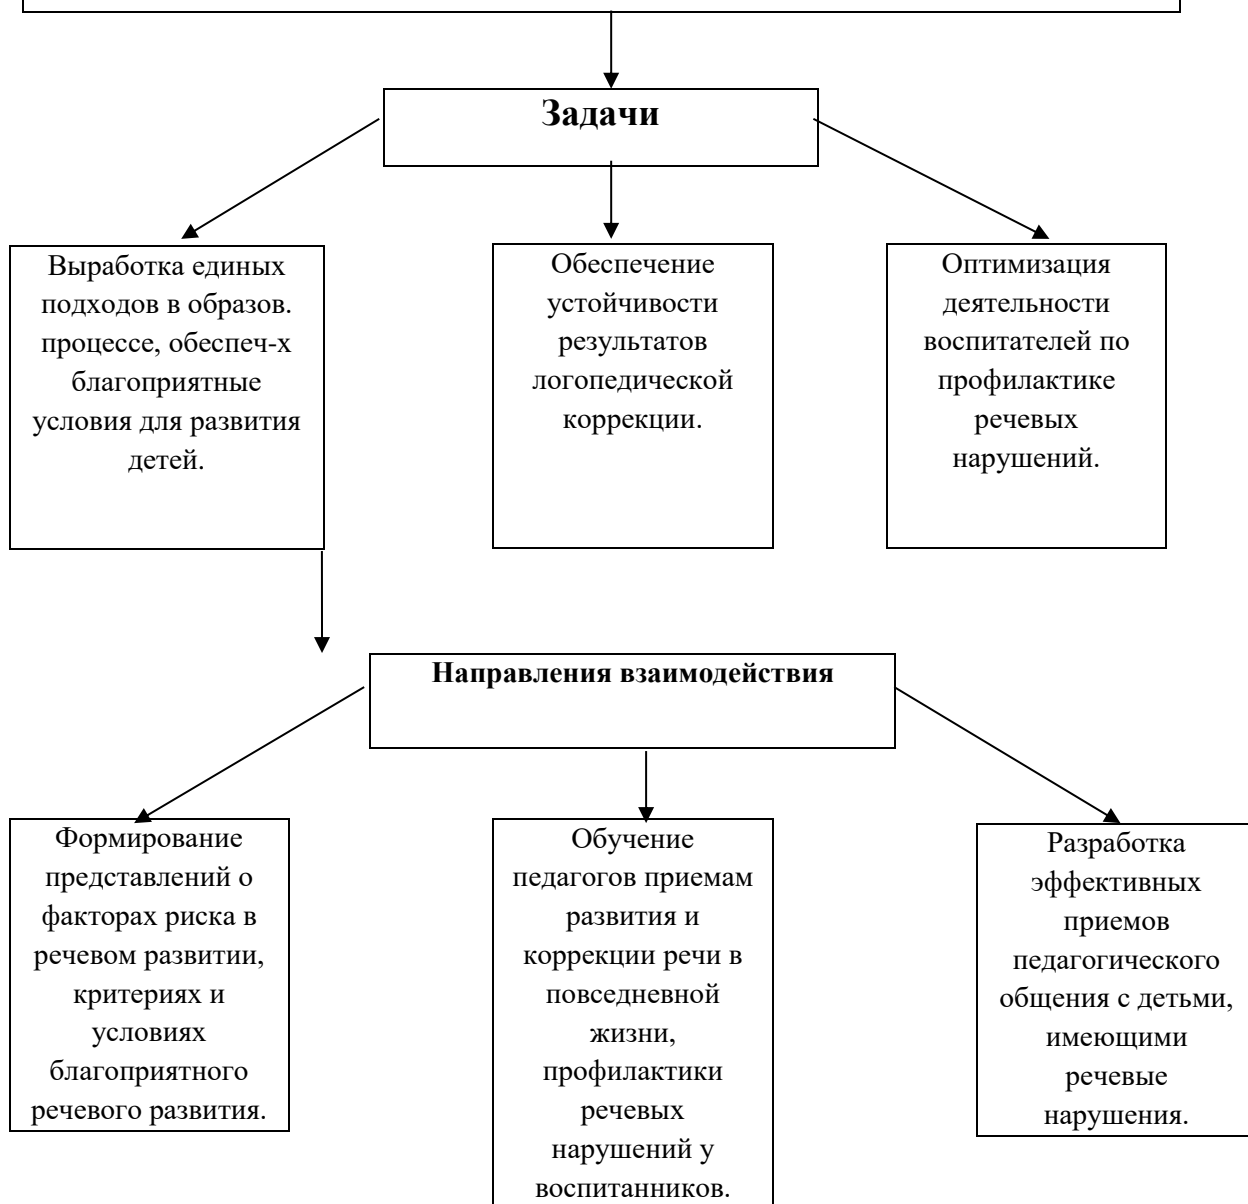 Задачи
Выработка единых
подходов в образов.
процессе, обеспеч-х
благоприятные
условия для развития
детей.
Обеспечение
устойчивости
результатов
логопедической
коррекции.
Оптимизация
деятельности
воспитателей по
профилактике
речевых
нарушений.
Направления взаимодействия
Формирование
представлений о
факторах риска в
речевом развитии,
критериях и
условиях
благоприятного
речевого развития.
Обучение
педагогов приемам
развития и
коррекции речи в
повседневной
жизни,
профилактики
речевых
нарушений у
воспитанников.
Разработка
эффективных
приемов
педагогического
общения с детьми,
имеющими
речевые
нарушения.